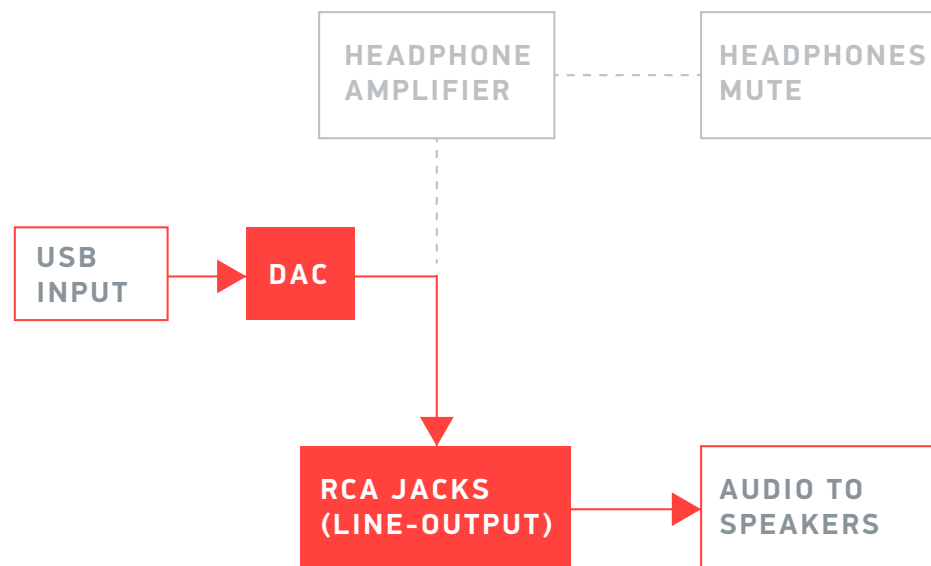 HEADPHONE
AMPLIFIER
HEADPHONES
MUTE
USB
INPUT
DAC
RCA JACKS
(LINE-OUTPUT)
AUDIO TO
SPEAKERS